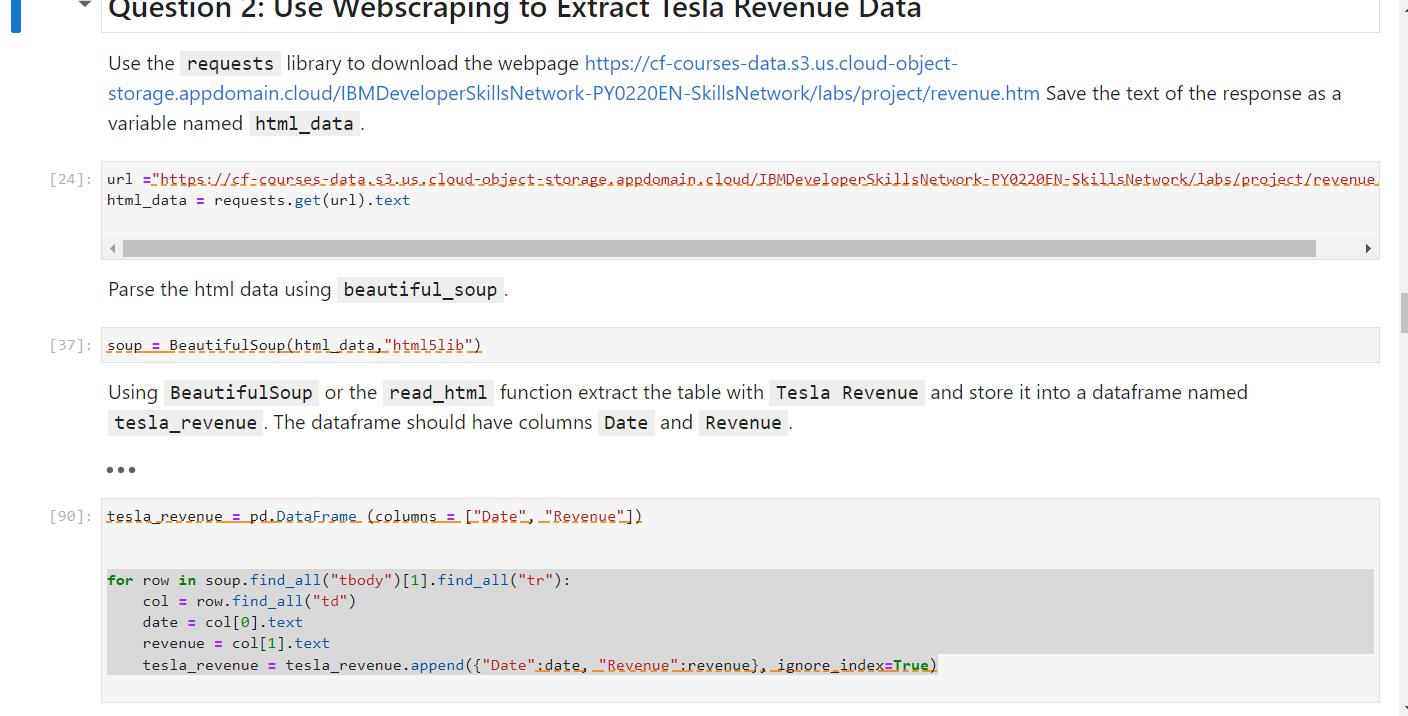 Question 2: Use Webscraping to Extract Tesla Revenue Data
Use the requests library to download the webpage https://cf-courses-data.s3.us.cloud-object-
storage.appdomain.cloud/IBMDeveloperSkillsNetwork-PY0220EN-SkillsNetwork/labs/project/revenue.htm Save the text of the response as a
variable named html_data.
[24]: url ="https://cf-courses-data.s3.us.cloud-object-storage.appdomain.cloud/IBMDeveloperSkillsNetwork-PY0220EN-SkillsNetwork/labs/project/revenue.
html_data = requests.get(url).text
Parse the html data using beautiful_soup.
[37]: soup = BeautifulSoup(html_data,"html5lib")
Using BeautifulSoup or the read_html function extract the table with Tesla Revenue and store it into a dataframe named
tesla_revenue. The dataframe should have columns Date and Revenue.
•••
[90]: tesla_revenue = pd.DataFrame (columns = ["Date", "Revenue"])
for row in soup.find_all("tbody")[1].find_all("tr"):
    col = row.find_all("td")
    date = col[0].text
    revenue = col[1].text
    tesla_revenue = tesla_revenue.append({"Date":date, "Revenue":revenue}, ignore_index=True)